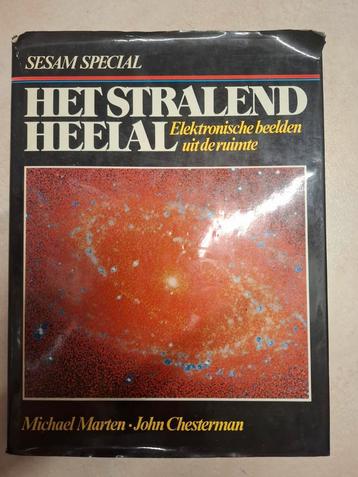 SESAM SPECIAL
HET STRALEND
HEELAL Elektronische beelden
uit de ruimte
Michael Marten · John Chesterman